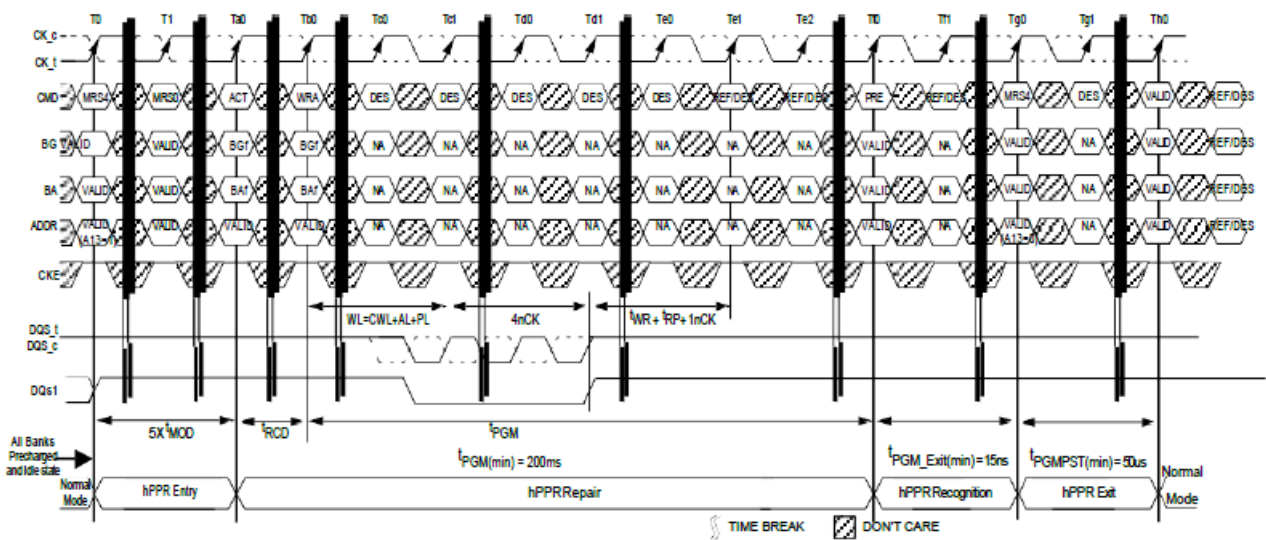 T0 T1 Ta0 Tb0 Tc0 Tc1 Td0 Td1 Te0 Te1 Te2 Tf0 Tf1 Tg0 Tg1 Th0
CK_c
CK_t
CMD MRS4 MRS0 ACT WRA DES DES DES DES DES REF/DES REF/DES PRE REF/DES MRS4 DES VALID REF/DES
BG VALID VALID BGf BGf NA NA NA NA NA NA NA VALID NA VALID NA VALID REF/DES
BA VALID VALID BAf BAf NA NA NA NA NA NA NA VALID NA VALID NA VALID REF/DES
ADDR VALID (A13=1) VALID VALID VALID NA NA NA NA NA NA NA VALID NA VALID (A13=0) NA VALID REF/DES
CKE
WL=CWL+AL+PL 4nCK tWR + tRP + 1nCK
DQS_t
DQS_c
DQs1
5X tMOD tRCD tPGM
All Banks
Precharged
and idle state
tPGM(min) = 200ms tPGM_Exit(min) = 15ns tPGMPST(min) = 50us
Normal Mode hPPR Entry hPPR Repair hPPR Recognition hPPR Exit Normal Mode
TIME BREAK DON'T CARE